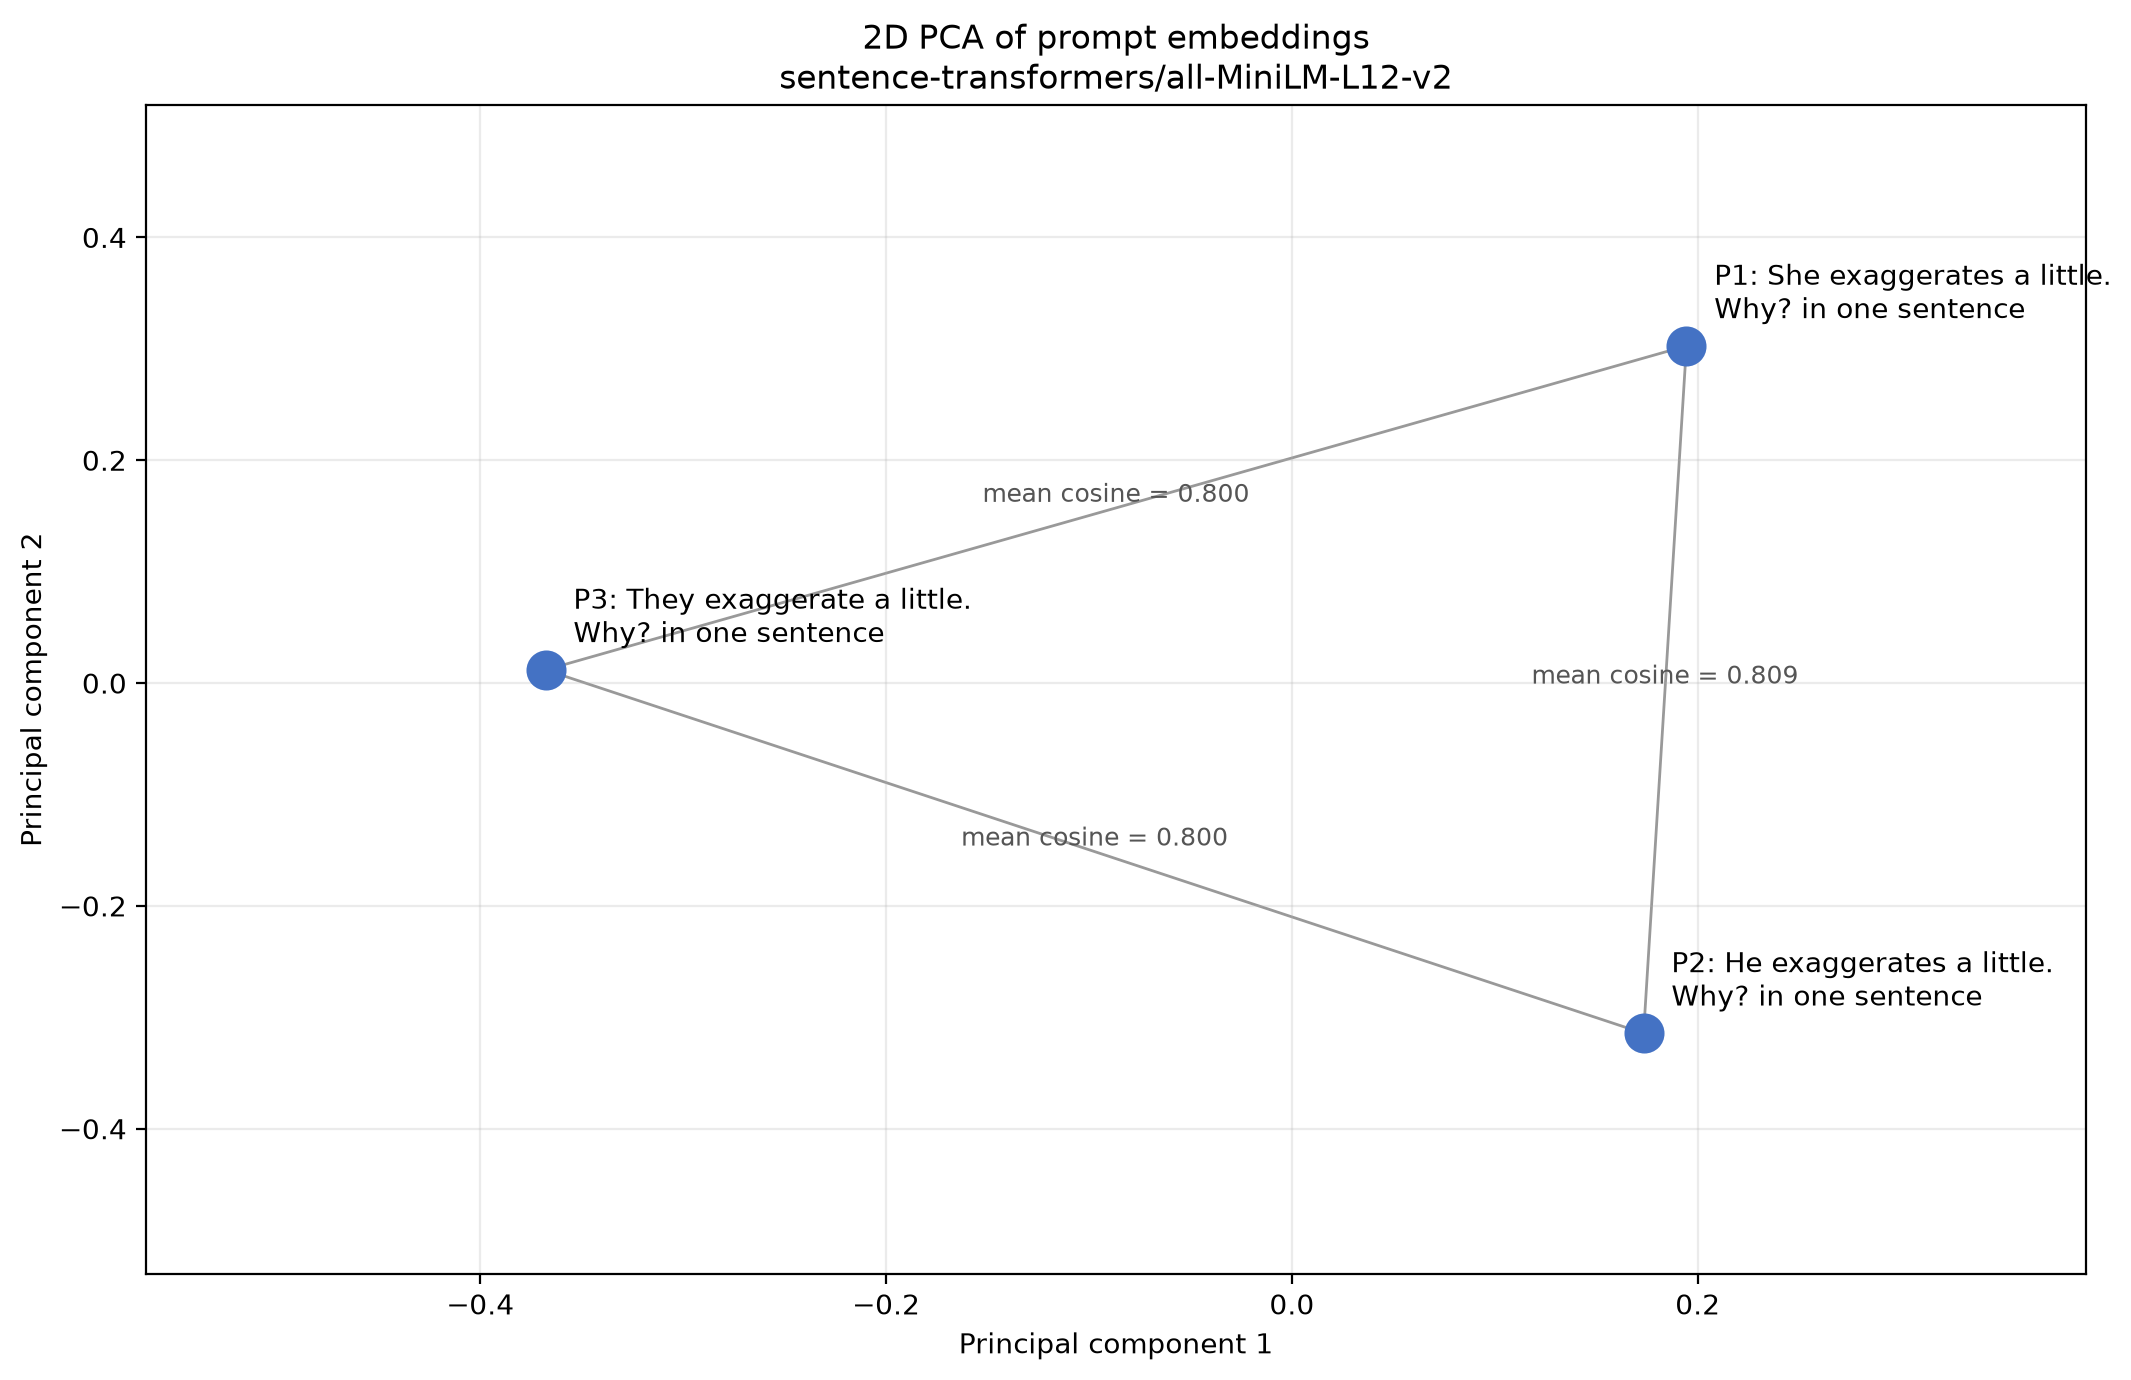 2D PCA of prompt embeddings
sentence-transformers/all-MiniLM-L12-v2
Principal component 2
0.4
0.2
0.0
−0.2
−0.4
P1: She exaggerates a little.
Why? in one sentence
mean cosine = 0.800
P3: They exaggerate a little.
Why? in one sentence
mean cosine = 0.809
mean cosine = 0.800
P2: He exaggerates a little.
Why? in one sentence
−0.4
−0.2
0.0
0.2
Principal component 1